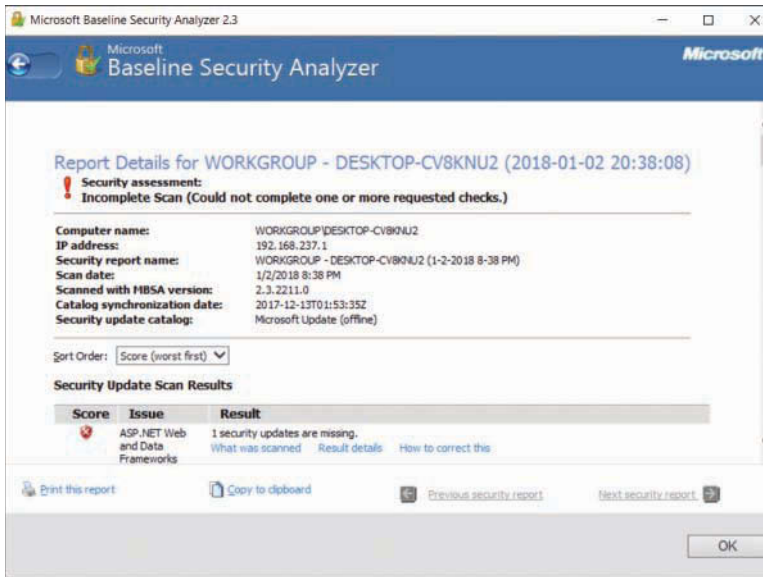 Microsoft Baseline Security Analyzer 2.3
Microsoft
Baseline Security Analyzer
Microsoft
Report Details for WORKGROUP - DESKTOP-CV8KNU2 (2018-01-02 20:38:08)
Security assessment:
Incomplete Scan (Could not complete one or more requested checks.)
Computer name: WORKGROUP\DESKTOP-CV8KNU2
IP address: 192.168.237.1
Security report name: WORKGROUP - DESKTOP-CV8KNU2 (1-2-2018 8-38 PM)
Scan date: 1/2/2018 8:38 PM
Scanned with MBSA version: 2.3.2211.0
Catalog synchronization date: 2017-12-13T01:53:35Z
Security update catalog: Microsoft Update (offline)
Sort Order: Score (worst first)
Security Update Scan Results
Score Issue Result
ASP.NET Web 1 security updates are missing.
and Data What was scanned Result details How to correct this
Frameworks
Print this report Copy to clipboard Previous security report Next security report
OK